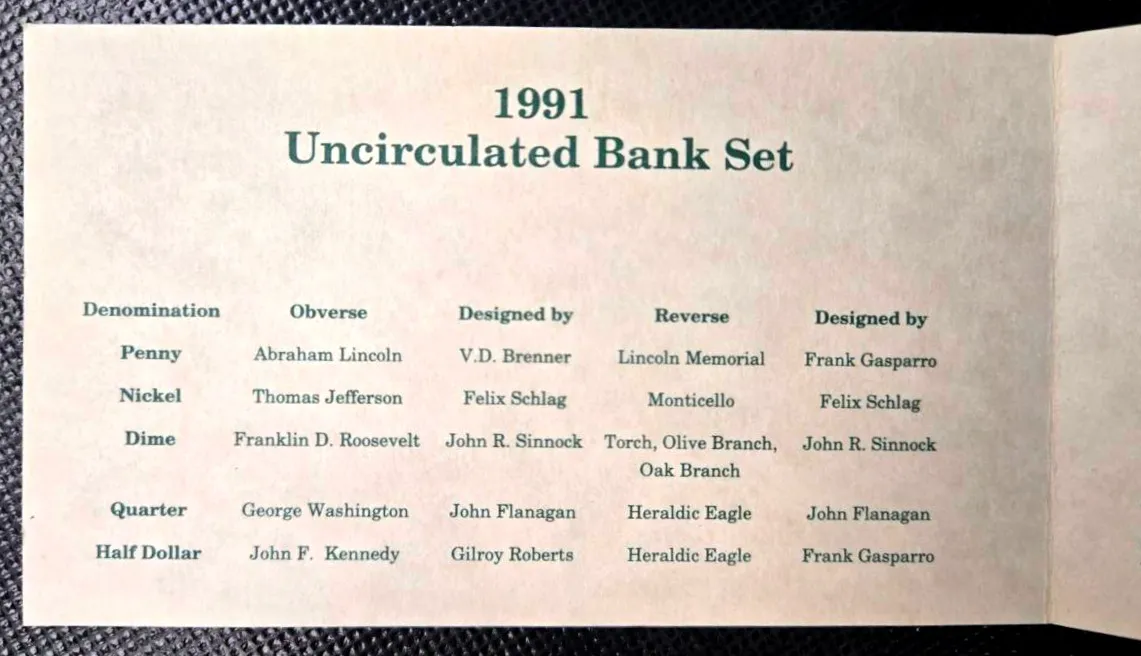 1991
Uncirculated Bank Set
Denomination Obverse Designed by Reverse Designed by
Penny Abraham Lincoln V.D. Brenner Lincoln Memorial Frank Gasparro
Nickel Thomas Jefferson Felix Schlag Monticello Felix Schlag
Dime Franklin D. Roosevelt John R. Sinnock Torch, Olive Branch, John R. Sinnock
Oak Branch
Quarter George Washington John Flanagan Heraldic Eagle John Flanagan
Half Dollar John F. Kennedy Gilroy Roberts Heraldic Eagle Frank Gasparro